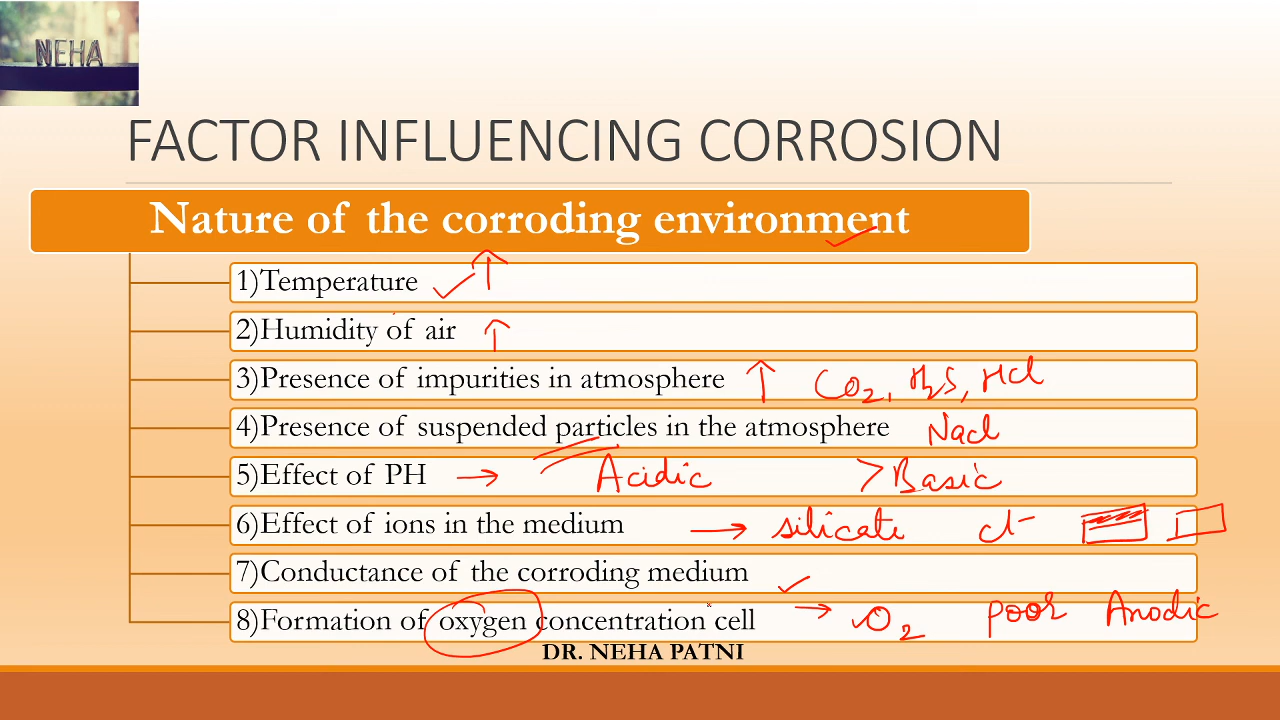 NEHA
FACTOR INFLUENCING CORROSION
Nature of the corroding environment
1)Temperature ↑
2)Humidity of air ↑
3)Presence of impurities in atmosphere ↑ CO2, H2S, HCl
4)Presence of suspended particles in the atmosphere Nacl
5)Effect of PH → Acidic > Basic
6)Effect of ions in the medium → silicate cl-
7)Conductance of the corroding medium
8)Formation of oxygen concentration cell → O2 poor Anodic
DR. NEHA PATNI